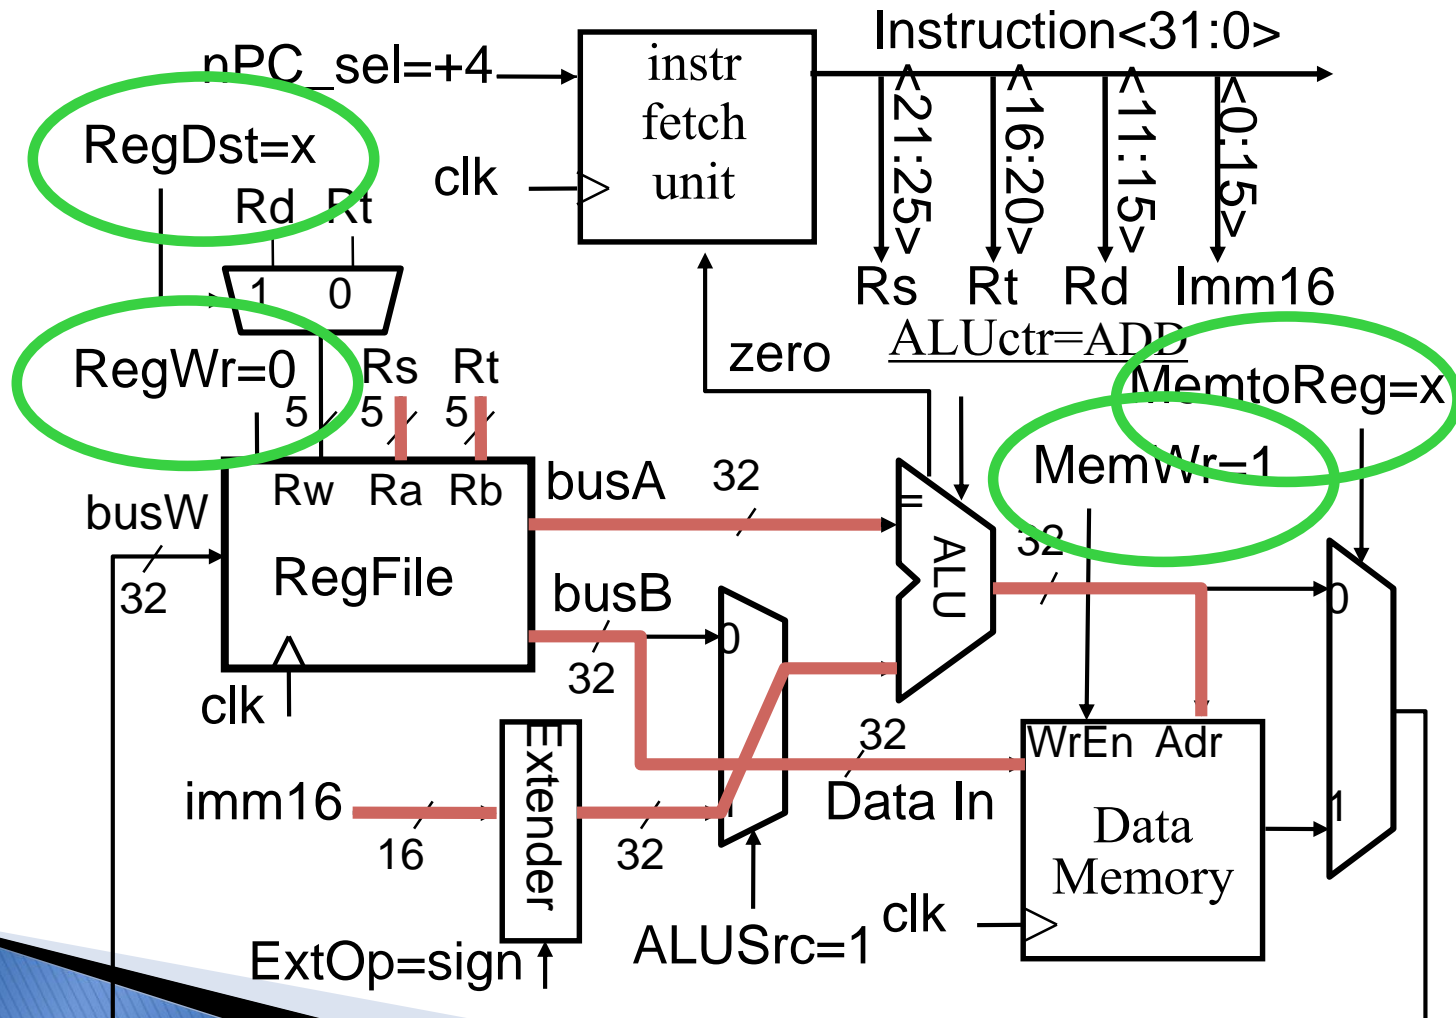 Instruction<31:0>
nPC_sel=+4
instr
fetch
unit
<21:25>
<16:20>
<11:15>
<0:15>
RegDst=x
clk
Rd Rt
1 0
Rs Rt Rd Imm16
ALUctr=ADD
zero
MemtoReg=x
RegWr=0
Rs Rt
5 5 5
MemWr=1
busW
Rw Ra Rb
busA
32
=
ALU
32
32
RegFile
busB
0
0
32
clk
Extender
32
WrEn Adr
imm16
1
Data In
1
16
32
Data
Memory
clk
ALUSrc=1
ExtOp=sign